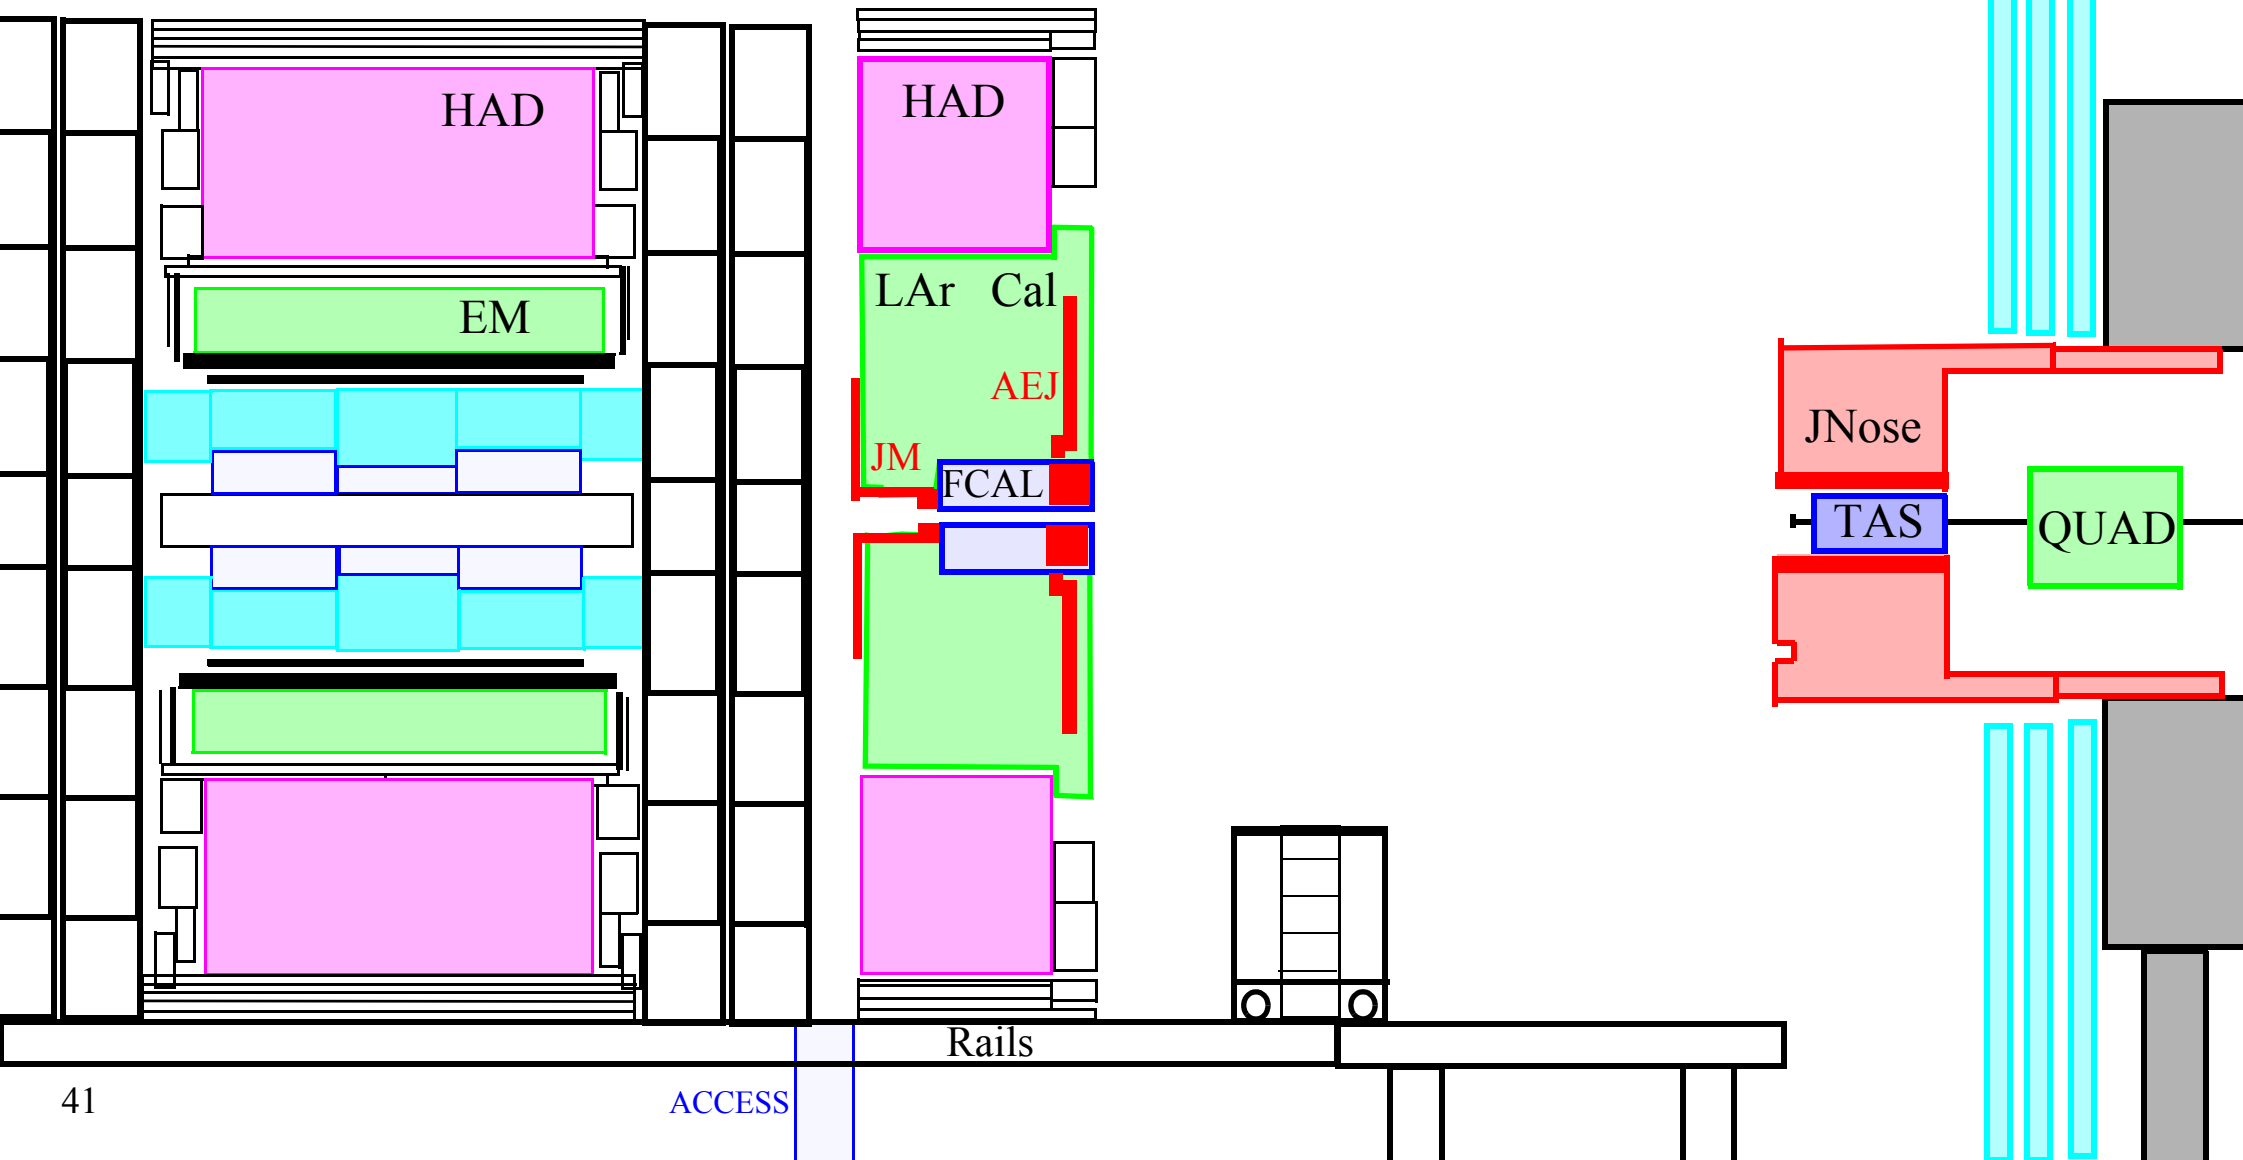 HAD
HAD
LAr Cal
EM
AEJ
JM
FCAL
JNose
TAS
QUAD
Rails
41
ACCESS